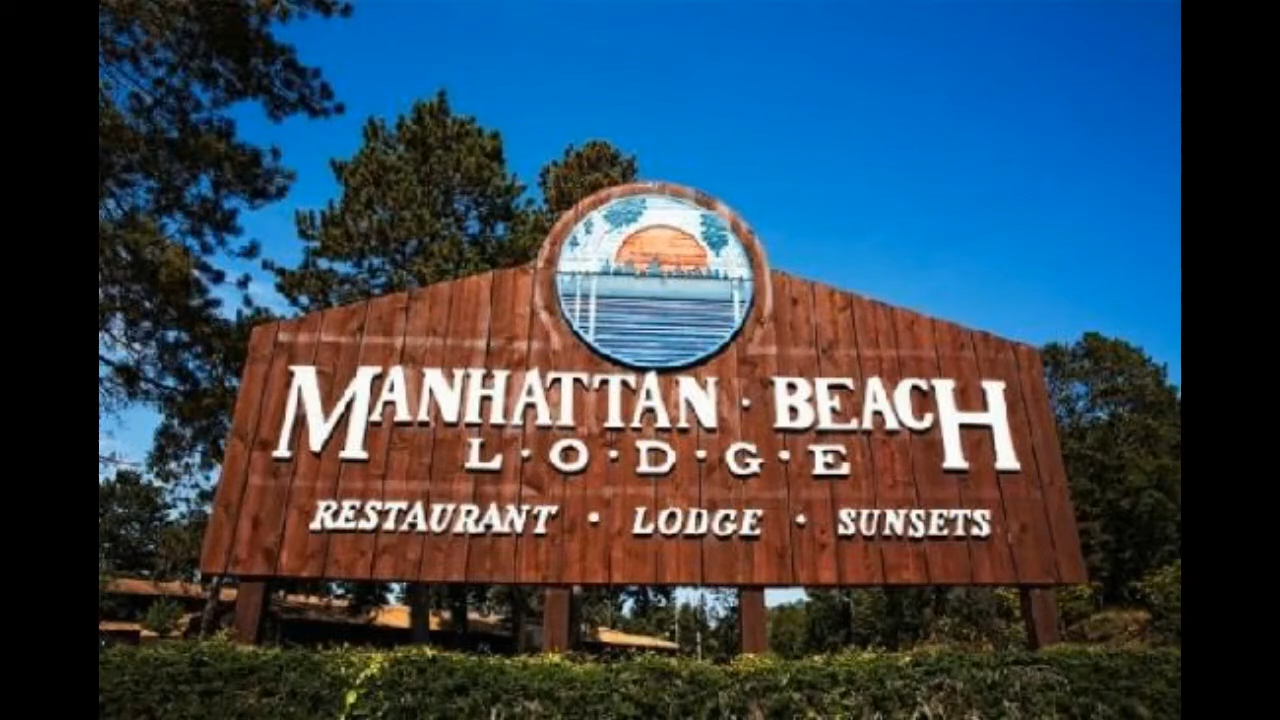 MANHATTAN · BEACH
L·O·D·G·E
RESTAURANT · LODGE · SUNSETS